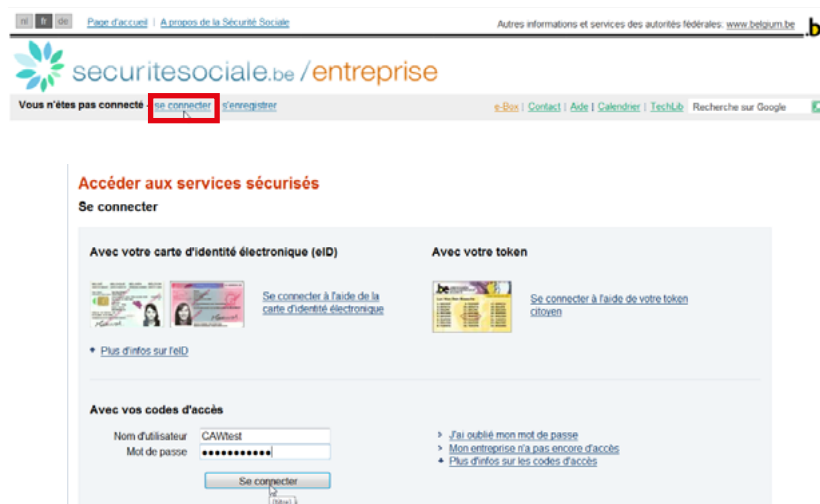 nl fr de Page d'accueil | A propos de la Sécurité Sociale Autres informations et services des autorités fédérales: www.belgium.be .b
securitesociale.be /entreprise
Vous n'êtes pas connecté - se connecter s'enregistrer e-Box | Contact | Aide | Calendrier | TechLib Recherche sur Google
Accéder aux services sécurisés
Se connecter
Avec votre carte d'identité électronique (eID) Avec votre token
Se connecter à l'aide de la
carte d'identité électronique
be
Se connecter à l'aide de votre token
citoyen
Plus d'infos sur l'eID
Avec vos codes d'accès
Nom d'utilisateur CAWtest
Mot de passe •••••••••••
J'ai oublié mon mot de passe
Mon entreprise n'a pas encore d'accès
Plus d'infos sur les codes d'accès
Se connecter